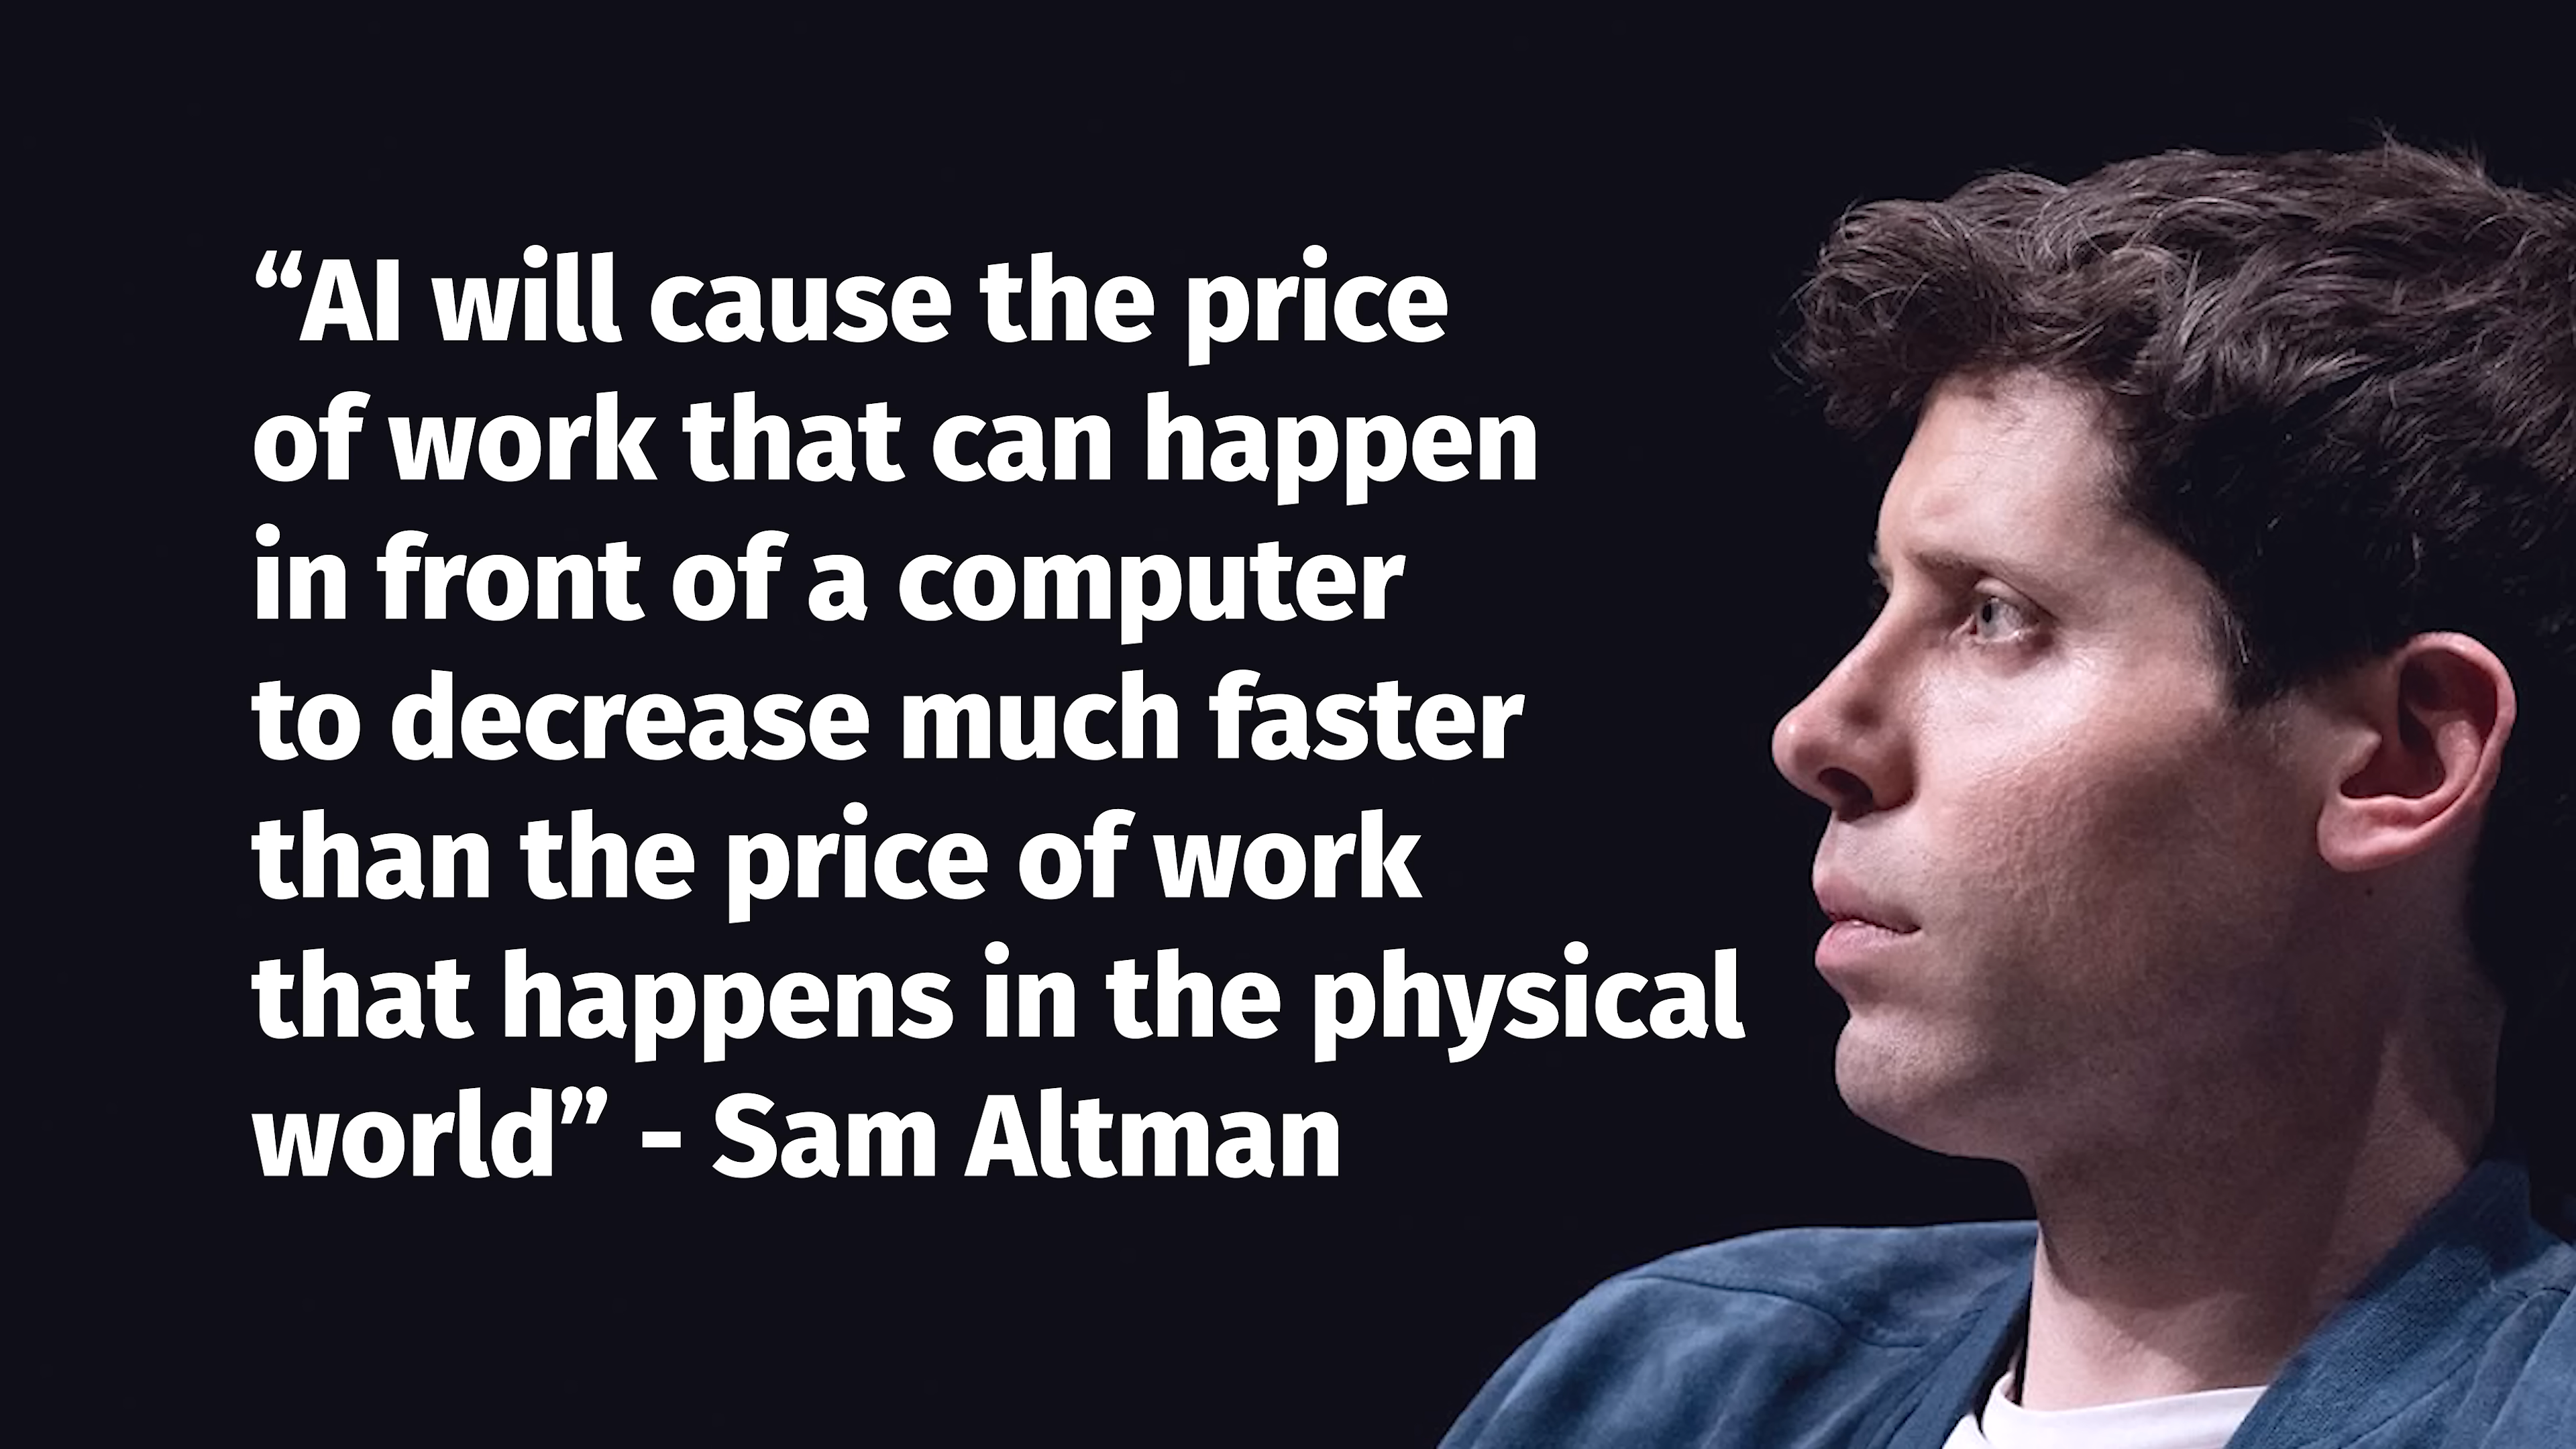 “AI will cause the price
of work that can happen
in front of a computer
to decrease much faster
than the price of work
that happens in the physical
world” - Sam Altman